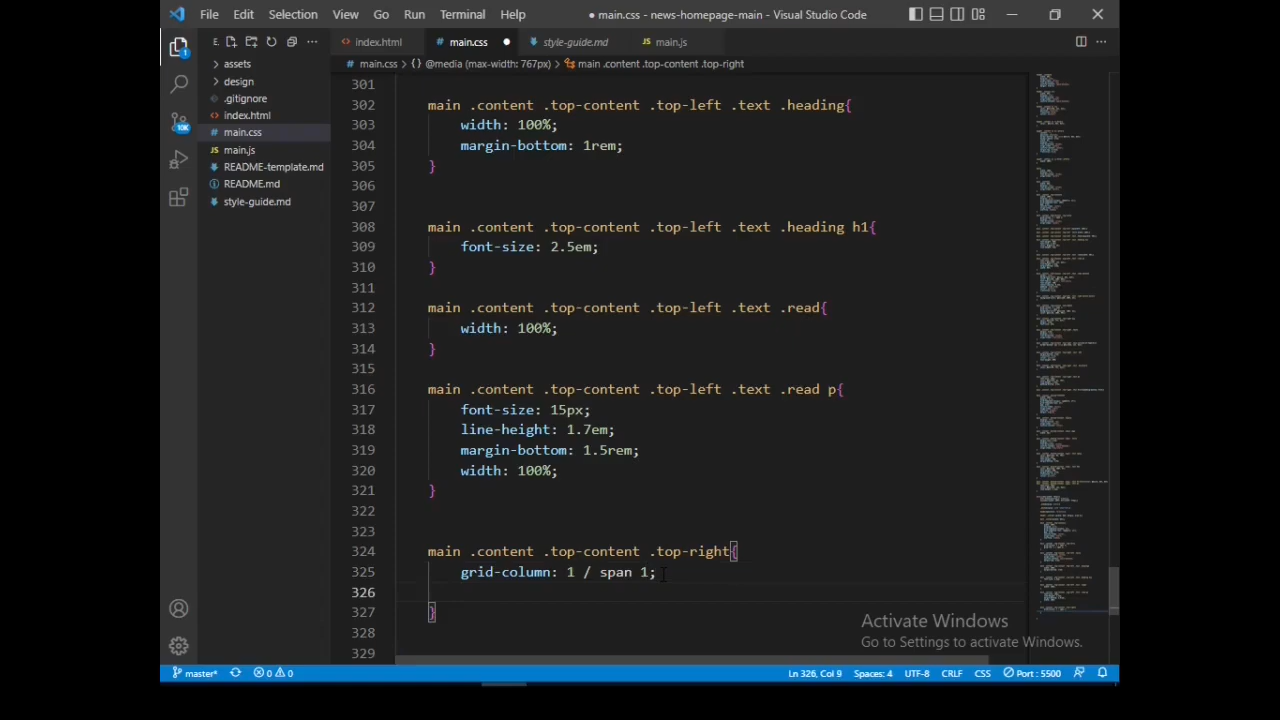 File Edit Selection View Go Run Terminal Help
● main.css - news-homepage-main - Visual Studio Code
E.
index.html
main.css
style-guide.md
main.js
main.css > {} @media (max-width: 767px) > main .content .top-content .top-right
assets
design
.gitignore
index.html
main.css
main.js
README-template.md
README.md
style-guide.md
1
10K
301
302 main .content .top-content .top-left .text .heading{
303 width: 100%;
304 margin-bottom: 1rem;
305 }
306
307
308 main .content .top-content .top-left .text .heading h1{
309 font-size: 2.5em;
310 }
311
312 main .content .top-content .top-left .text .read{
313 width: 100%;
314 }
315
316 main .content .top-content .top-left .text .read p{
317 font-size: 15px;
318 line-height: 1.7em;
319 margin-bottom: 1.5rem;
320 width: 100%;
321 }
322
323
324 main .content .top-content .top-right{
325 grid-column: 1 / span 1;
326
327 }
328
329
Activate Windows
Go to Settings to activate Windows.
master* 0 0 Ln 326, Col 9 Spaces: 4 UTF-8 CRLF CSS Port : 5500